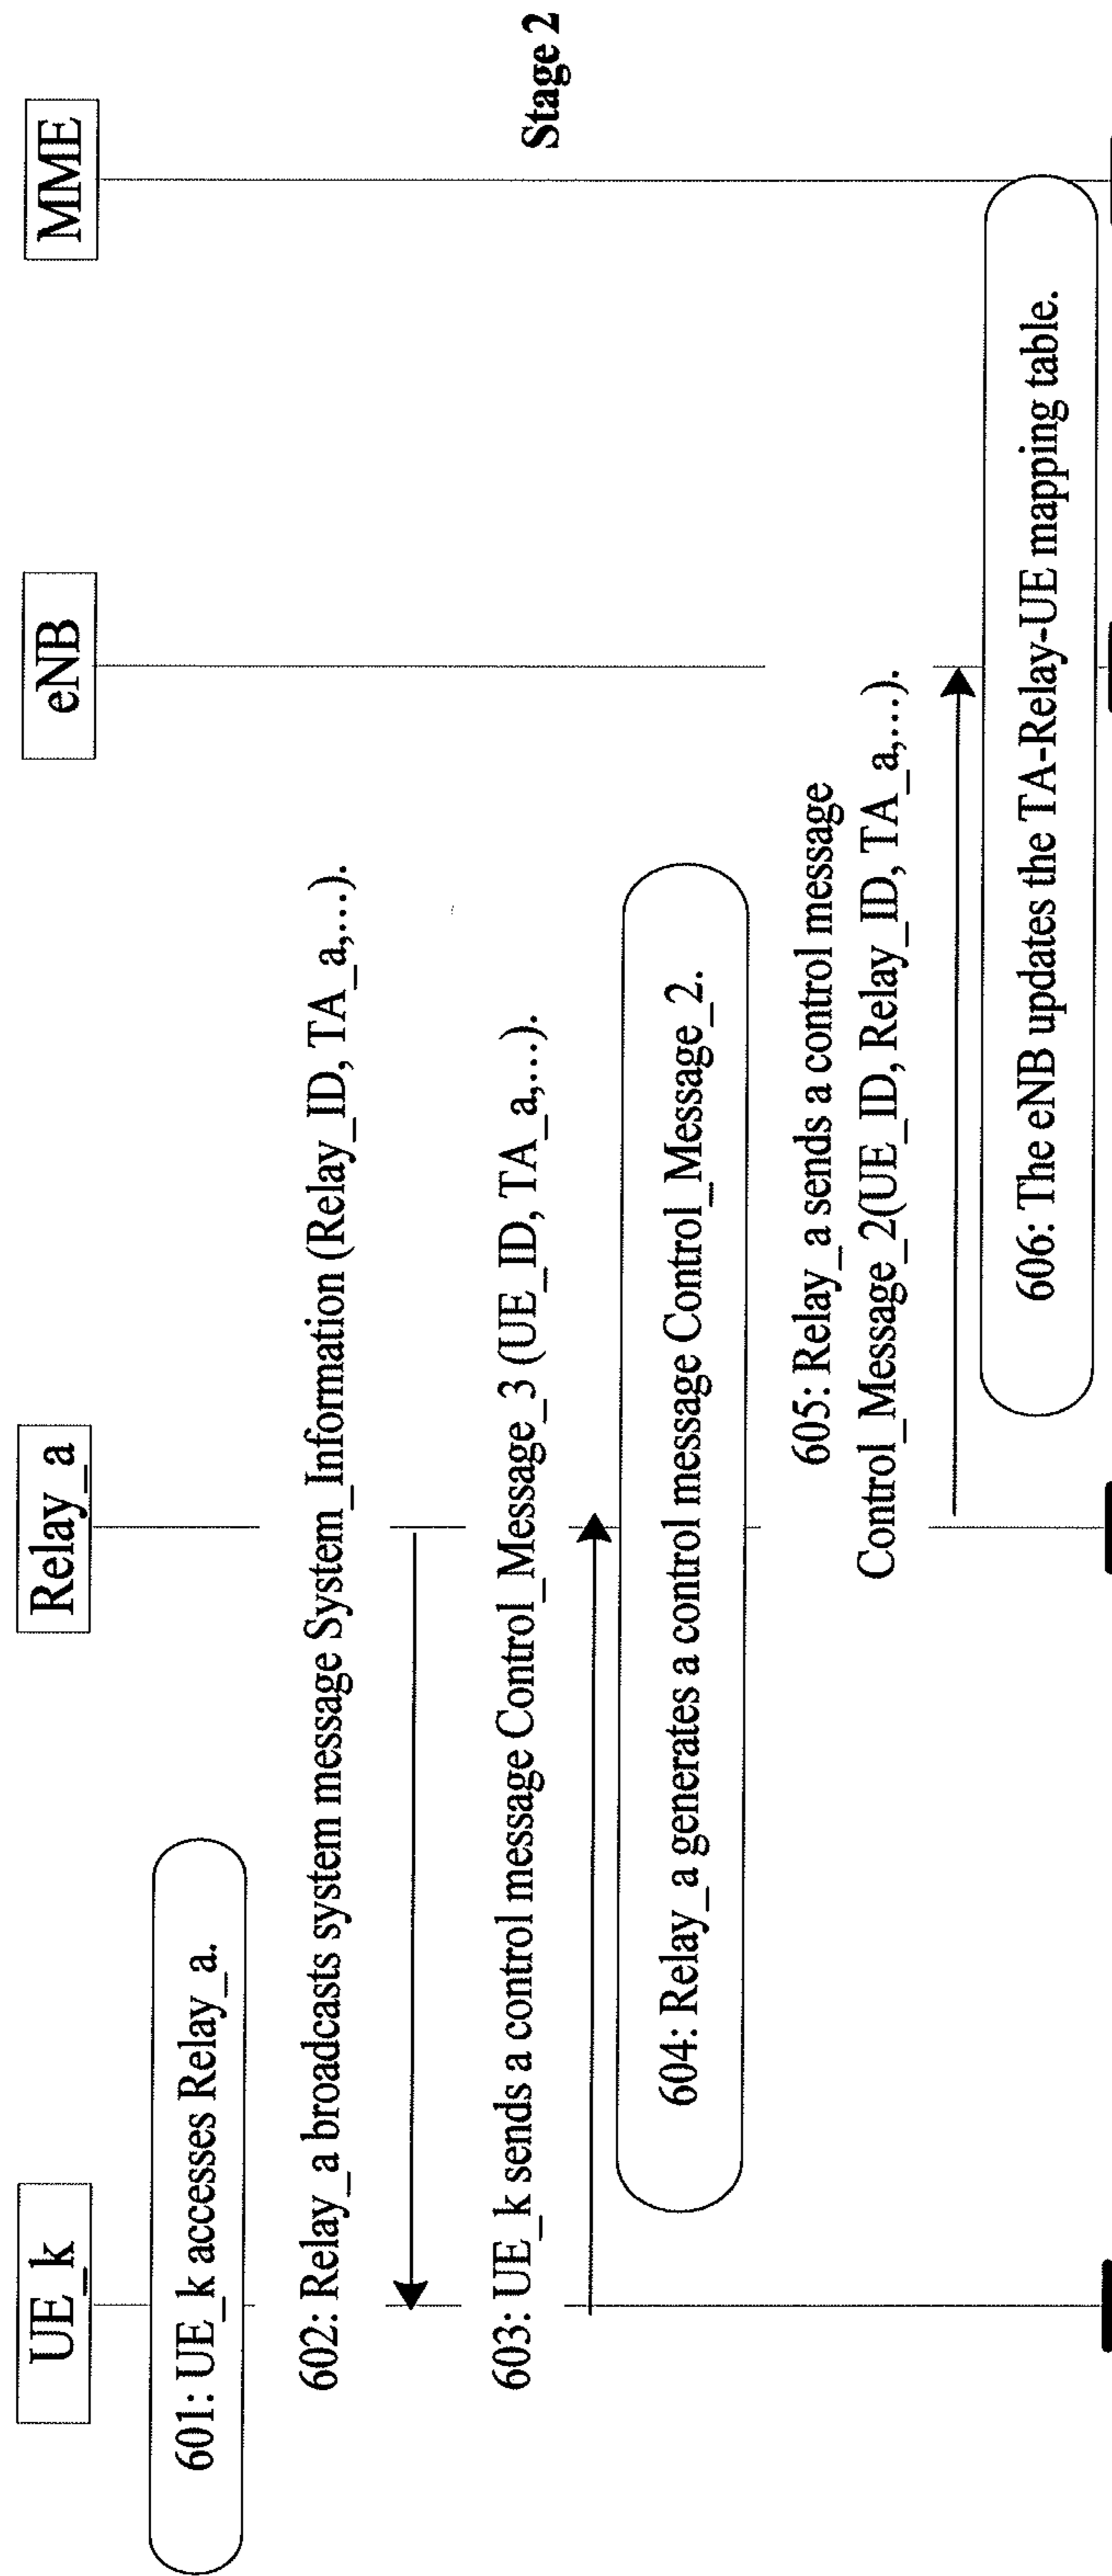 UE_k
Relay_a
eNB
MME
601: UE_k accesses Relay_a.
602: Relay_a broadcasts system message System_Information (Relay_ID, TA_a,...).
603: UE_k sends a control message Control_Message_3 (UE_ID, TA_a,...).
Stage 2
604: Relay_a generates a control message Control_Message_2.
605: Relay_a sends a control message
Control_Message_2(UE_ID, Relay_ID, TA_a,...).
606: The eNB updates the TA-Relay-UE mapping table.